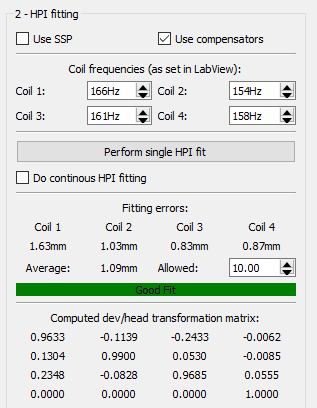 2 - HPI fitting
Use SSP Use compensators
Coil frequencies (as set in LabView):
Coil 1: 166Hz Coil 2: 154Hz
Coil 3: 161Hz Coil 4: 158Hz
Perform single HPI fit
Do continous HPI fitting
Fitting errors:
Coil 1 Coil 2 Coil 3 Coil 4
1.63mm 1.03mm 0.83mm 0.87mm
Average: 1.09mm Allowed: 10.00
Good Fit
Computed dev/head transformation matrix:
0.9633 -0.1139 -0.2433 -0.0062
0.1304 0.9900 0.0530 -0.0085
0.2348 -0.0828 0.9685 0.0555
0.0000 0.0000 0.0000 1.0000